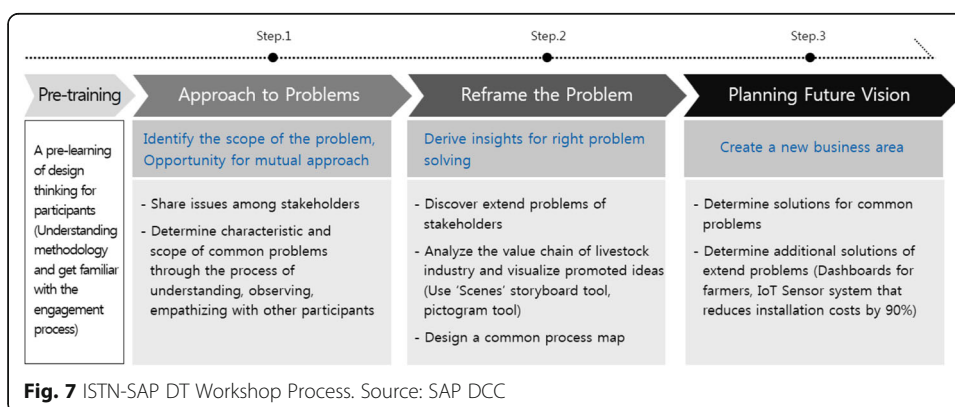 Step.1
Step.2
Step.3
Pre-training
Approach to Problems
Reframe the Problem
Planning Future Vision
A pre-learning
of design
thinking for
participants
(Understanding
methodology
and get familiar
with the
engagement
process)
Identify the scope of the problem,
Opportunity for mutual approach
- Share issues among stakeholders
- Determine characteristic and
scope of common problems
through the process of
understanding, observing,
empathizing with other participants
Derive insights for right problem
solving
- Discover extend problems of
stakeholders
- Analyze the value chain of livestock
industry and visualize promoted ideas
(Use 'Scenes' storyboard tool,
pictogram tool)
- Design a common process map
Create a new business area
- Determine solutions for common
problems
- Determine additional solutions of
extend problems (Dashboards for
farmers, IoT Sensor system that
reduces installation costs by 90%)
Fig. 7 ISTN-SAP DT Workshop Process. Source: SAP DCC